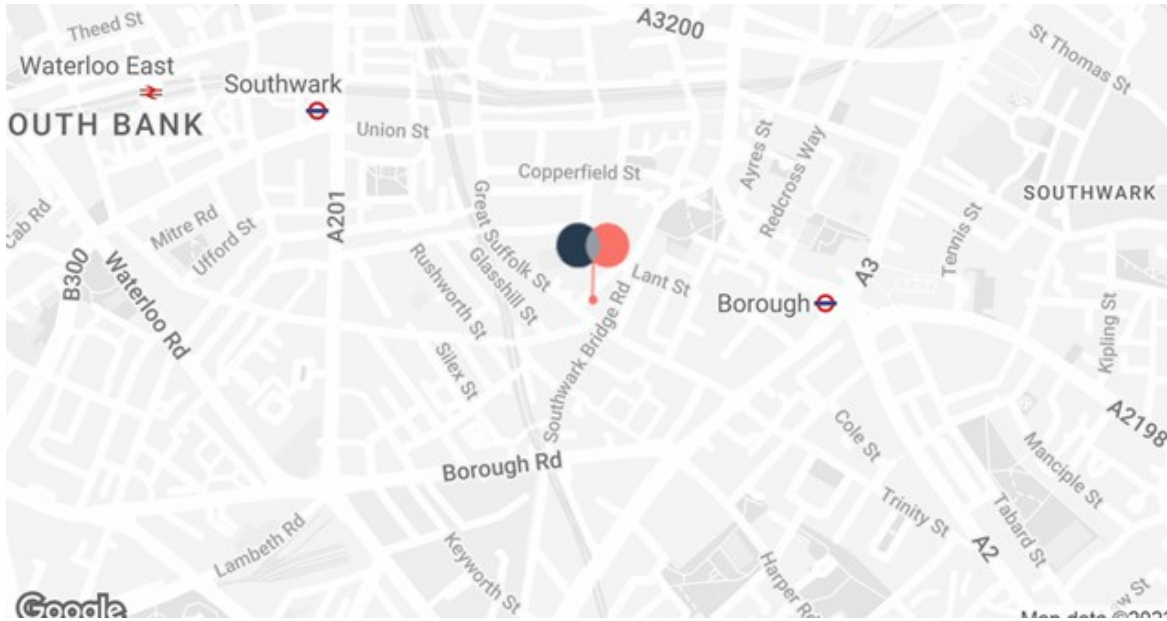 Theed St
A3200
St Thomas St
Waterloo East
Southwark
OUTH BANK
Union St
Copperfield St
Ayres St
Redcross Way
SOUTHWARK
Cab Rd
Mitre Rd
Ufford St
A201
Great Suffolk St
Tennis St
B300
Waterloo Rd
Rushworth St
Glasshill St
Lant St
A3
Borough
Kipling St
Silex St
Southwark Bridge Rd
A2198
Cole St
Manciple St
Borough Rd
Trinity St
Tabard St
Lambeth Rd
Keyworth St
A2
Harper Rd
Google
Map data ©202